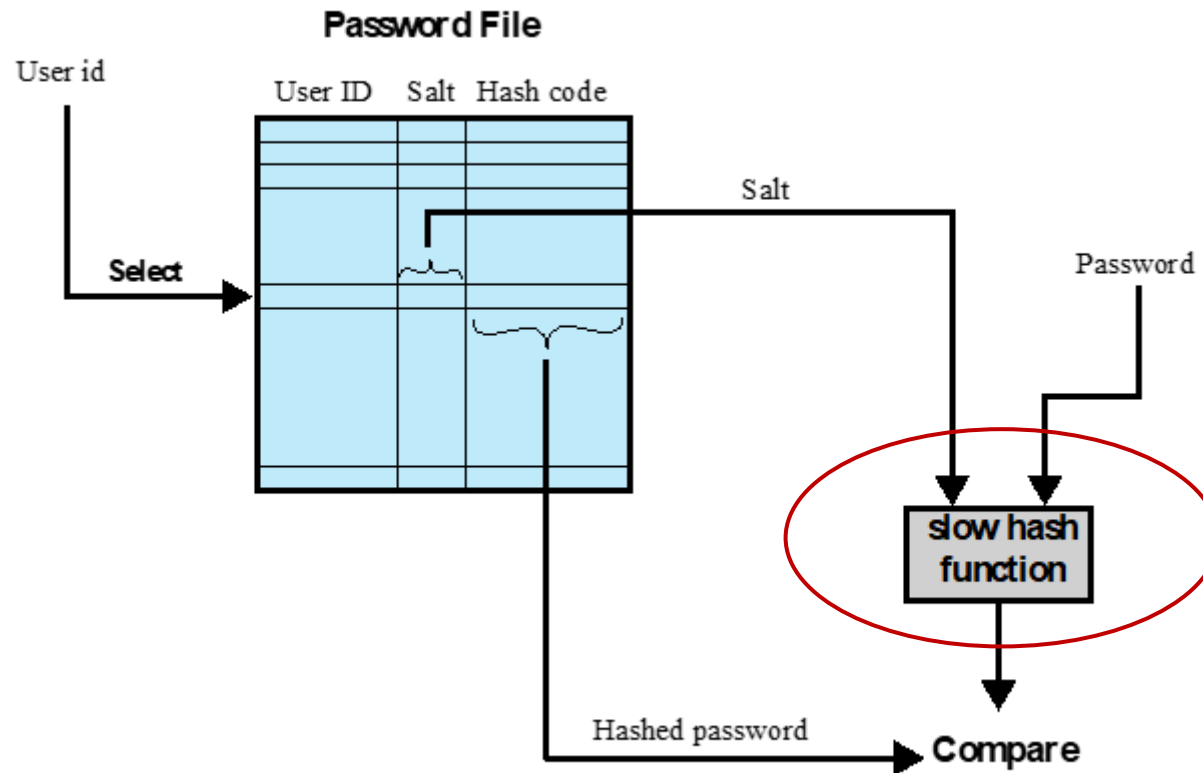 Password File
User id
User ID Salt Hash code
Salt
Select
Password
slow hash
function
Hashed password
Compare